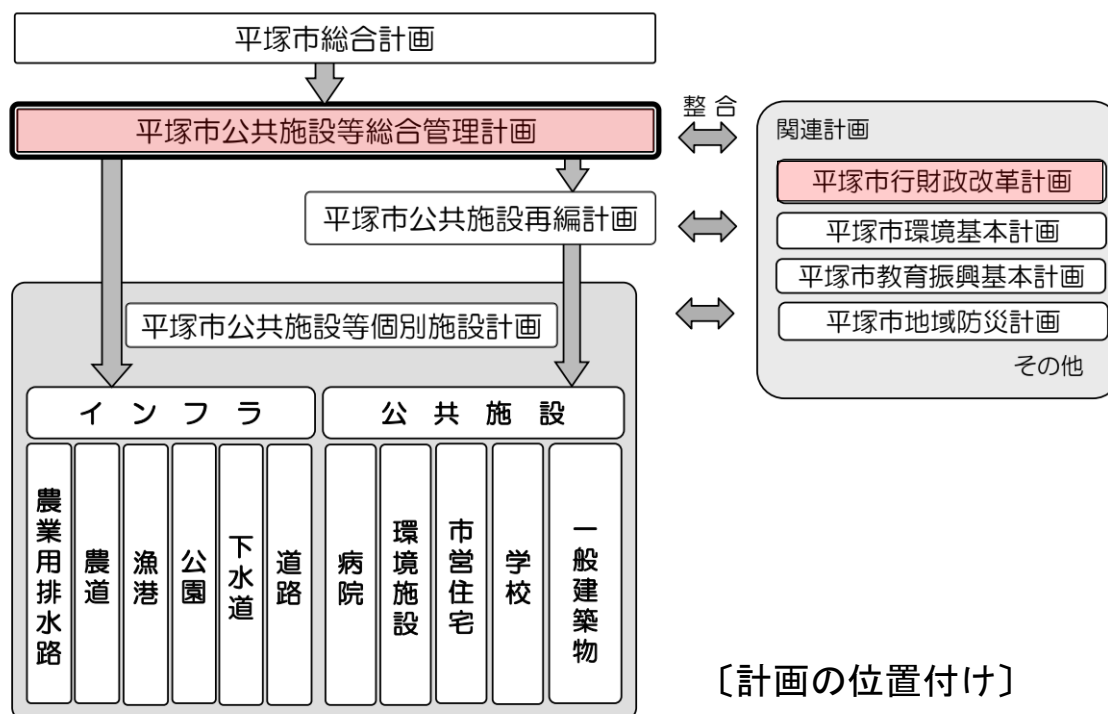 平塚市総合計画
平塚市公共施設等総合管理計画
整合
関連計画
平塚市行財政改革計画
平塚市環境基本計画
平塚市教育振興基本計画
平塚市地域防災計画
その他
平塚市公共施設再編計画
平塚市公共施設等個別施設計画
インフラ
公共施設
農業用排水路
農道
漁港
公園
下水道
道路
病院
環境施設
市営住宅
学校
一般建築物
〔計画の位置付け〕